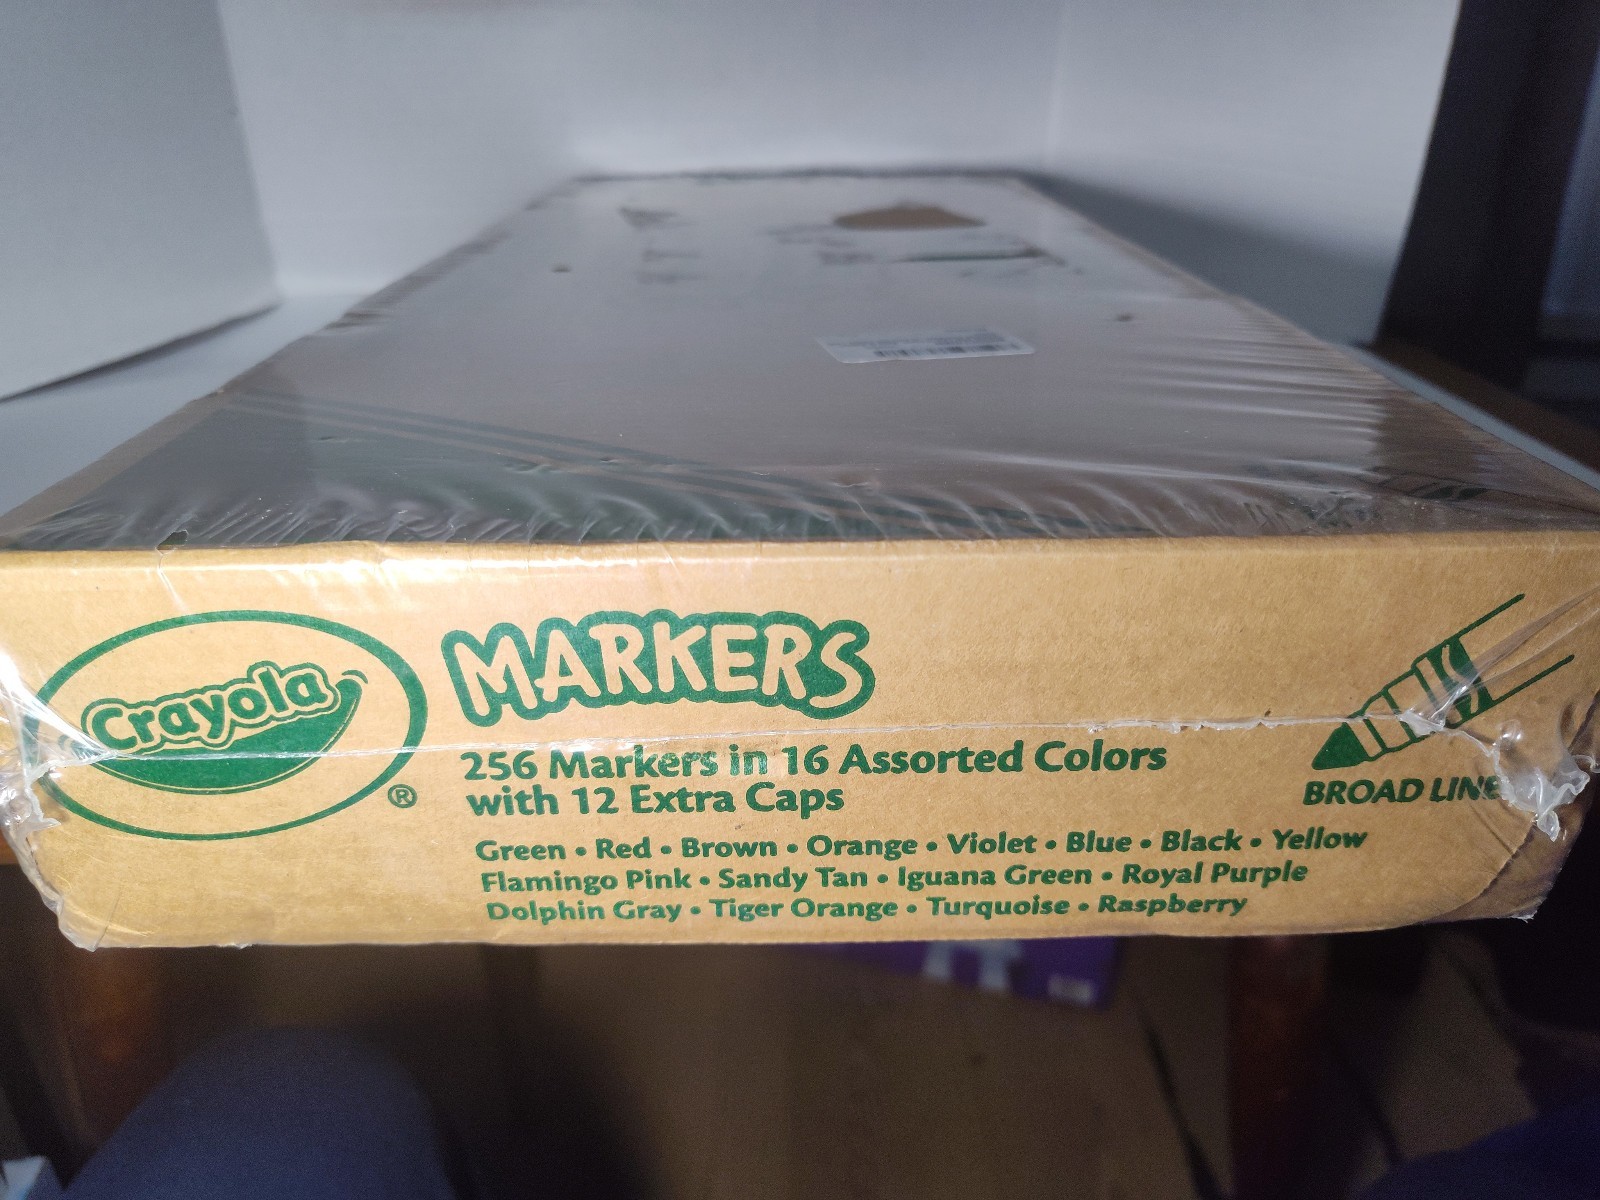 Crayola
®
MARKERS
256 Markers in 16 Assorted Colors
with 12 Extra Caps
Green • Red • Brown • Orange • Violet • Blue • Black • Yellow
Flamingo Pink • Sandy Tan • Iguana Green • Royal Purple
Dolphin Gray • Tiger Orange • Turquoise • Raspberry
BROAD LINE